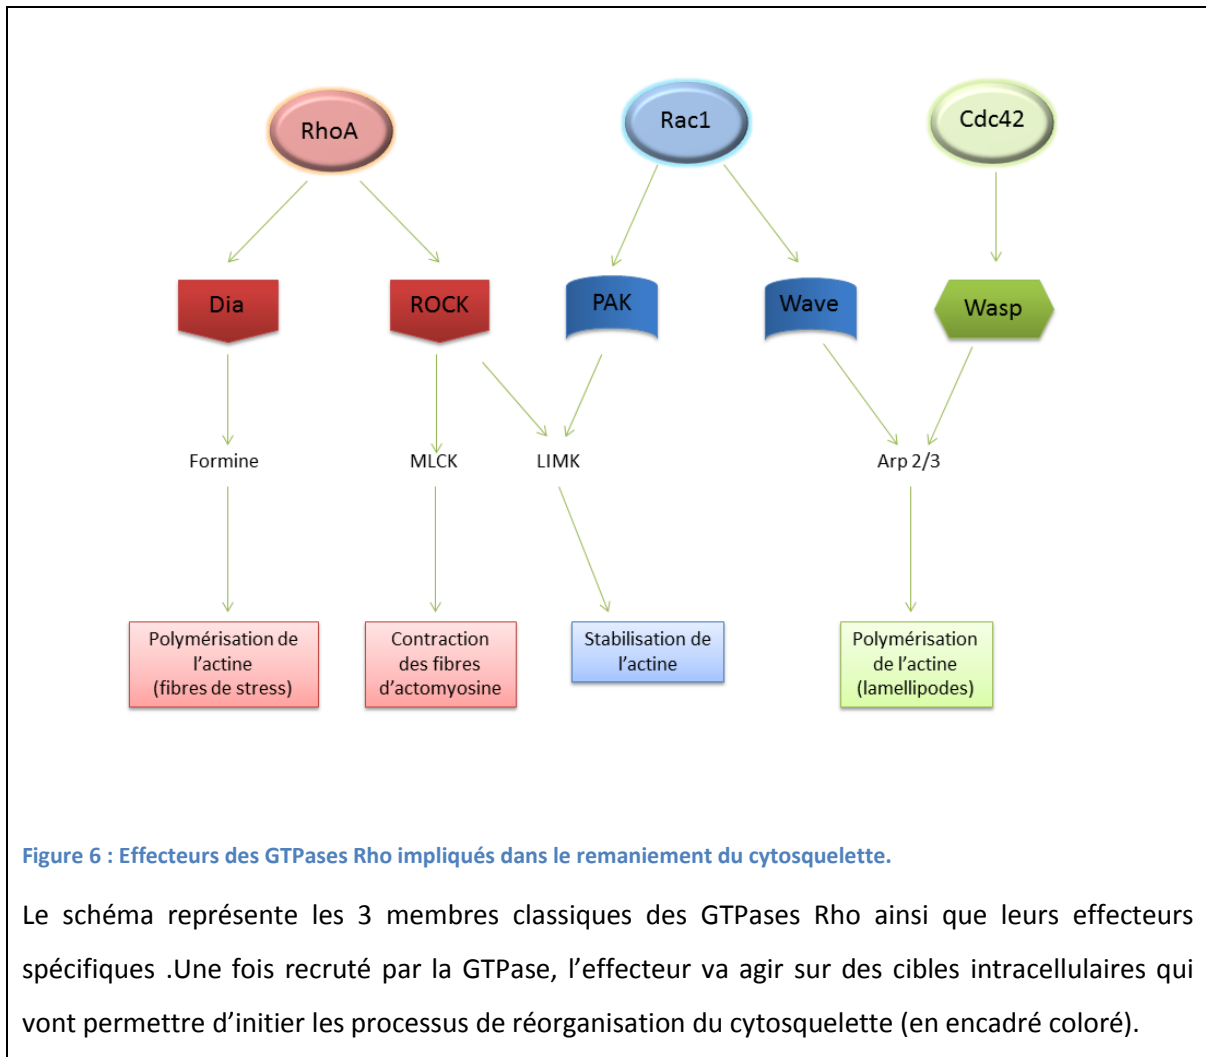 RhoA
Rac1
Cdc42
Dia
ROCK
PAK
Wave
Wasp
Formine
MLCK
LIMK
Arp 2/3
Polymérisation de
l’actine
(fibres de stress)
Contraction
des fibres
d’actomyosine
Stabilisation de
l’actine
Polymérisation
de l’actine
(lamellipodes)
Figure 6 : Effecteurs des GTPases Rho impliqués dans le remaniement du cytosquelette.
Le schéma représente les 3 membres classiques des GTPases Rho ainsi que leurs effecteurs
spécifiques .Une fois recruté par la GTPase, l’effecteur va agir sur des cibles intracellulaires qui
vont permettre d’initier les processus de réorganisation du cytosquelette (en encadré coloré).